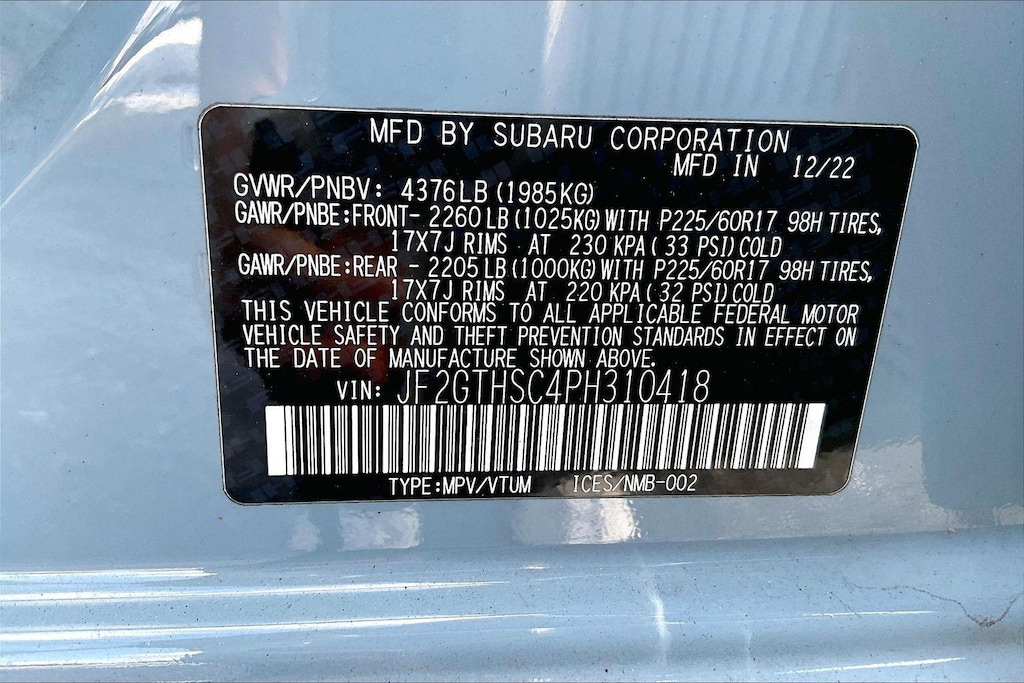 MFD BY SUBARU CORPORATION
MFD IN 12/22
GVWR/PNBV: 4376LB (1985KG)
GAWR/PNBE:FRONT- 2260 LB (1025KG) WITH P225/60R17 98H TIRES,
17X7J RIMS AT 230 KPA ( 33 PSI) COLD
GAWR/PNBE:REAR - 2205 LB (1000KG) WITH P225/60R17 98H TIRES,
17X7J RIMS AT 220 KPA ( 32 PSI) COLD
THIS VEHICLE CONFORMS TO ALL APPLICABLE FEDERAL MOTOR
VEHICLE SAFETY AND THEFT PREVENTION STANDARDS IN EFFECT ON
THE DATE OF MANUFACTURE SHOWN ABOVE.
VIN: JF2GTHSC4PH310418
TYPE:MPV/VTUM ICES/NMB-002